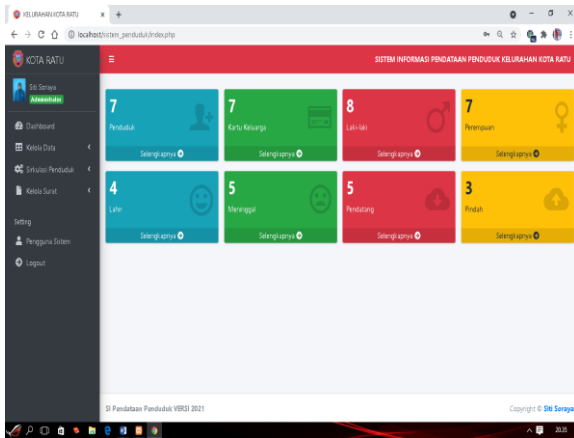 KELURAHAN KOTA RATU
localhost/sistem_penduduk/index.php
KOTA RATU
SISTEM INFORMASI PENDATAAN PENDUDUK KELURAHAN KOTA RATU
Siti Soraya
Administrator
Dashboard
Kelola Data
Sirkulasi Penduduk
Kelola Surat
Setting
Pengguna Sistem
Logout
7
Penduduk
Selengkapnya
7
Kartu Keluarga
Selengkapnya
8
Laki-laki
Selengkapnya
7
Perempuan
Selengkapnya
4
Lahir
Selengkapnya
5
Meninggal
Selengkapnya
5
Pendatang
Selengkapnya
3
Pindah
Selengkapnya
SI Pendataan Penduduk VERSI 2021
Copyright © Siti Soraya
20.35